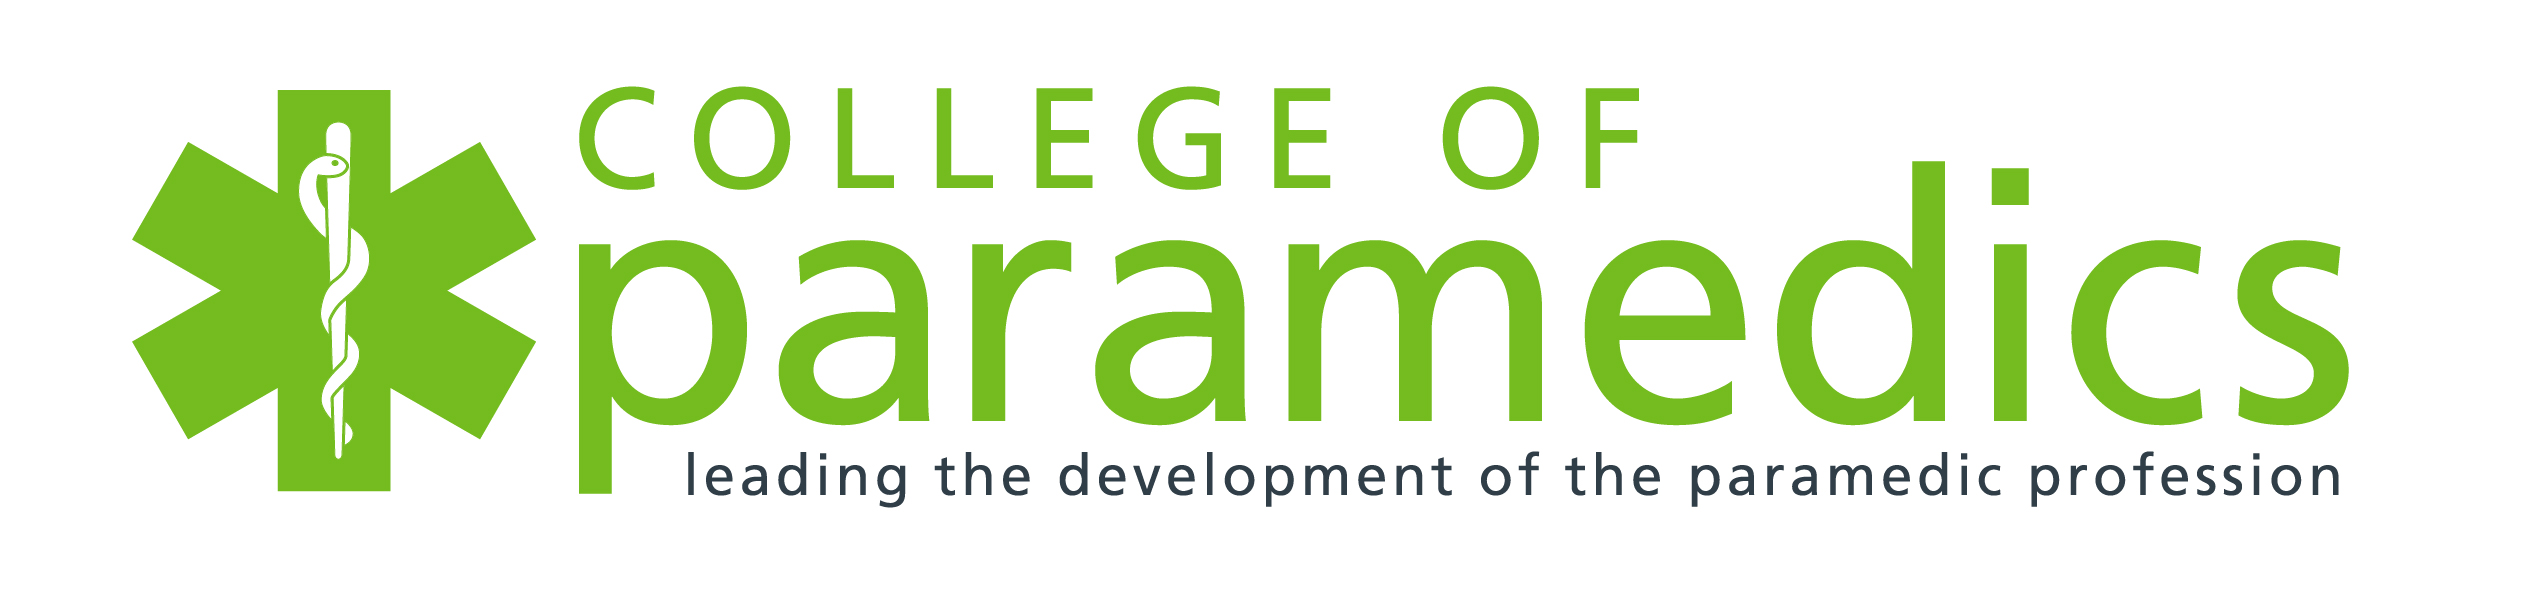 COLLEGE OF
paramedics
leading the development of the paramedic profession